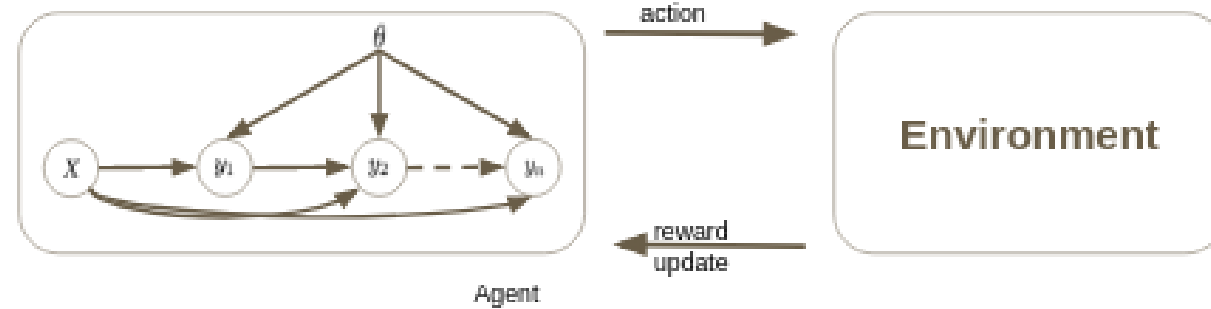 action
θ
Environment
X y₁ y₂ yₙ
reward
update
Agent